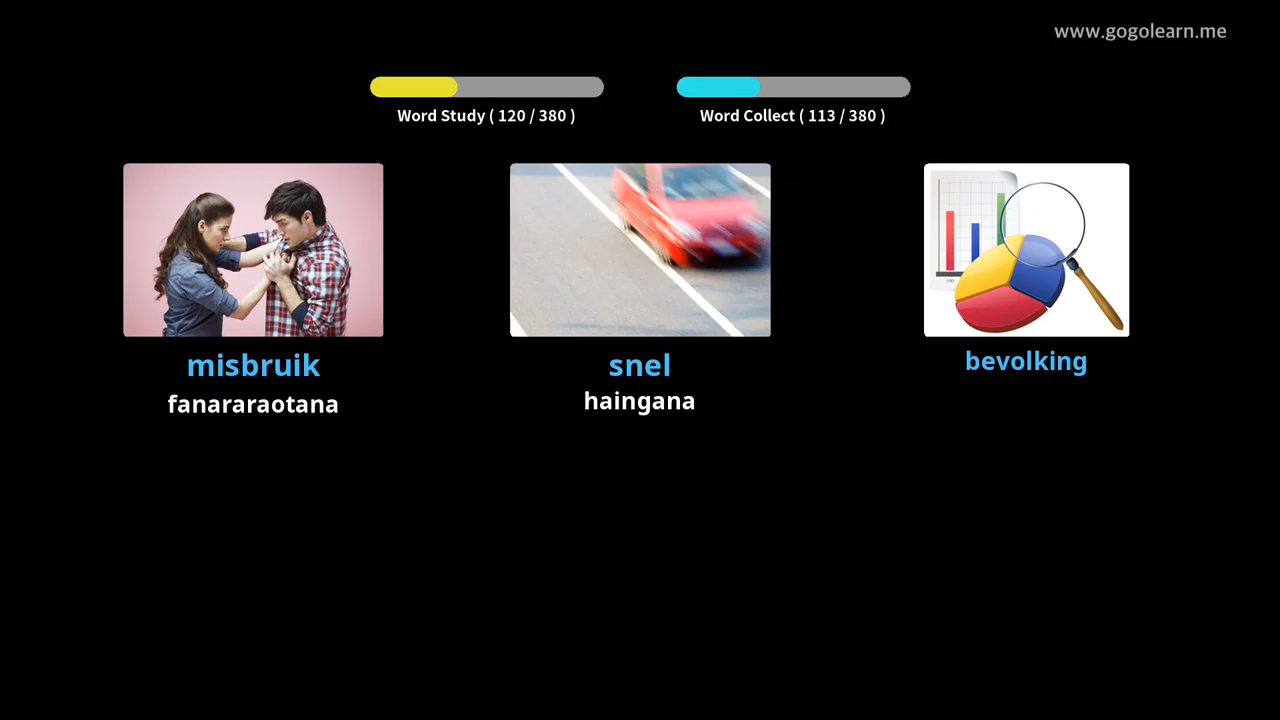 www.gogolearn.me
Word Study ( 120 / 380 )
Word Collect ( 113 / 380 )
misbruik
snel
bevolking
fanararaotana
haingana